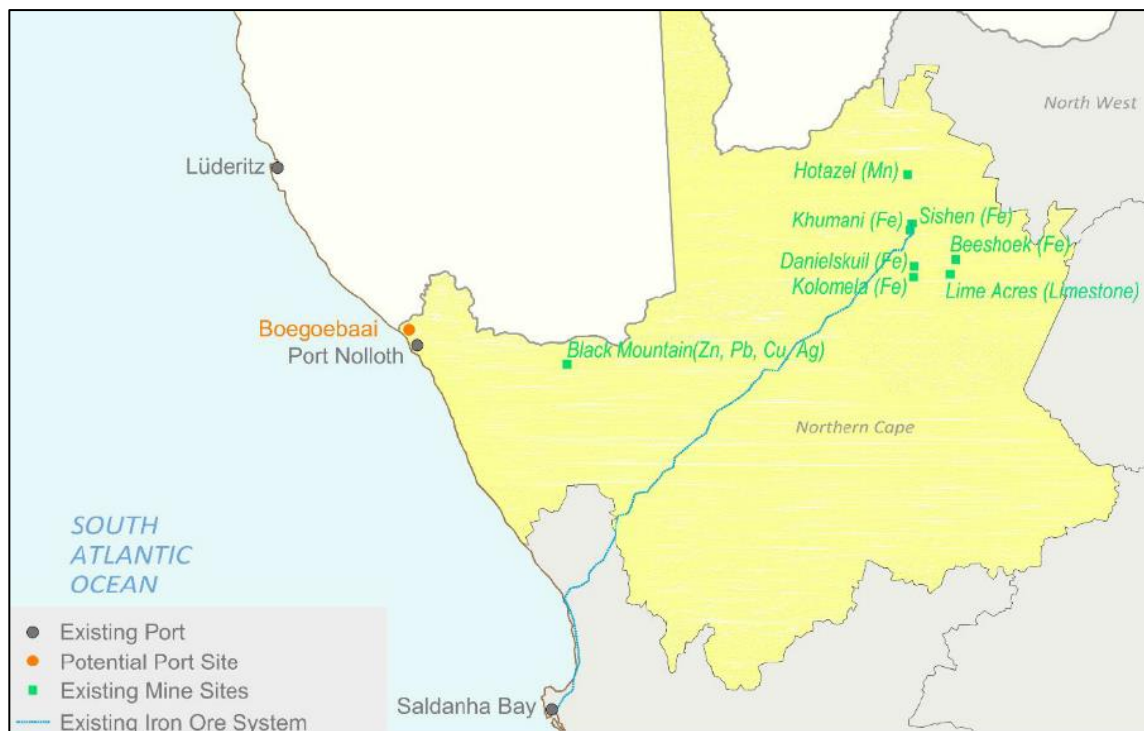 North West
Lüderitz
Hotazel (Mn)
Khumani (Fe)
Sishen (Fe)
Beeshoek (Fe)
Danielskuil (Fe)
Kolomela (Fe)
Lime Acres (Limestone)
Boegoebaai
Port Nolloth
Black Mountain(Zn, Pb, Cu, Ag)
Northern Cape
SOUTH
ATLANTIC
OCEAN
Existing Port
Potential Port Site
Existing Mine Sites
Existing Iron Ore System
Saldanha Bay